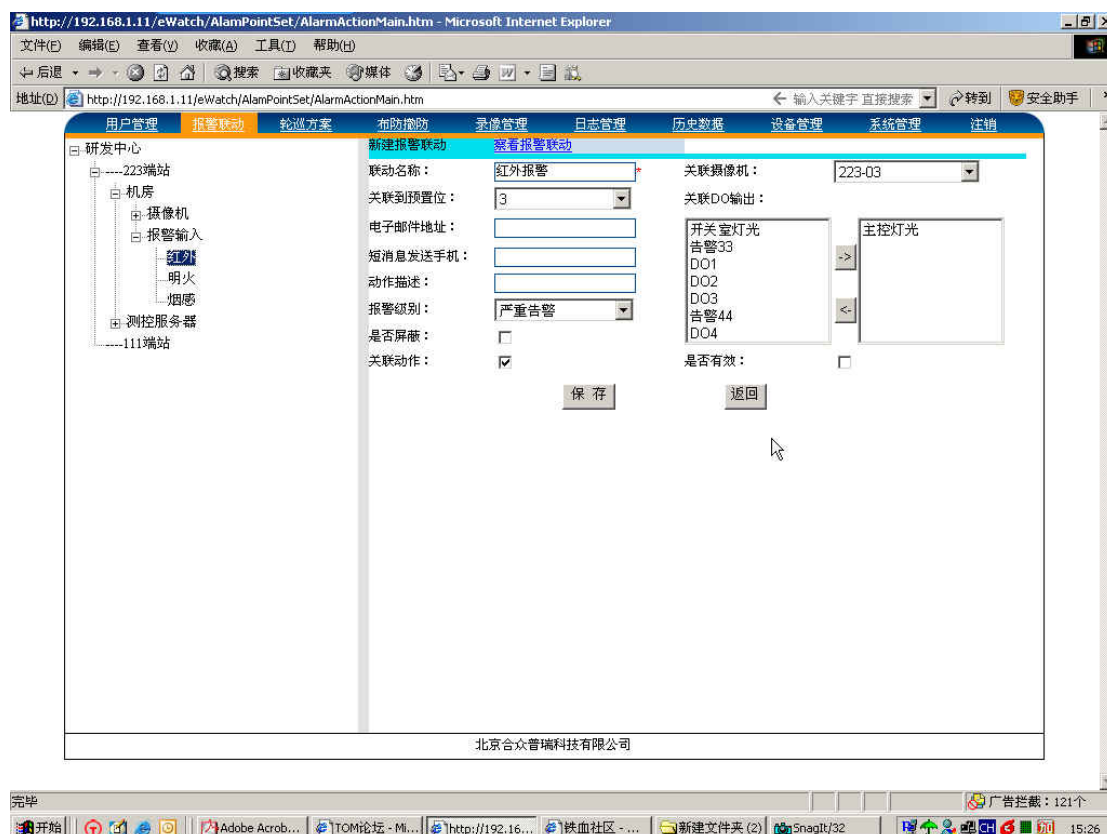 http://192.168.1.11/eWatch/AlamPointSet/AlarmActionMain.htm - Microsoft Internet Explorer
文件(F) 编辑(E) 查看(V) 收藏(A) 工具(T) 帮助(H)
后退 搜索 收藏夹 媒体
地址(D) http://192.168.1.11/eWatch/AlamPointSet/AlarmActionMain.htm 输入关键字 直接搜索 转到 安全助手
用户管理 报警联动 轮巡方案 布防撤防 录像管理 日志管理 历史数据 设备管理 系统管理 注销
研发中心 新建报警联动 察看报警联动
----223端站 联动名称： 红外报警 * 关联摄像机： 223-03
机房 关联到预置位： 3 关联DO输出：
摄像机 电子邮件地址： 开关室灯光 主控灯光
报警输入 告警33
红外 短消息发送手机： DO1 ->
明火 动作描述： DO2
烟感 DO3
测控服务器 报警级别： 严重告警 告警44 <-
----111端站 是否屏蔽： DO4
关联动作： 是否有效：
保 存 返回
北京合众普瑞科技有限公司
完毕 广告拦截：121个
开始 Adobe Acrob... TOM论坛 - Mi... http://192.16... 铁血社区 - ... 新建文件夹 (2) SnagIt/32 CH 15:26